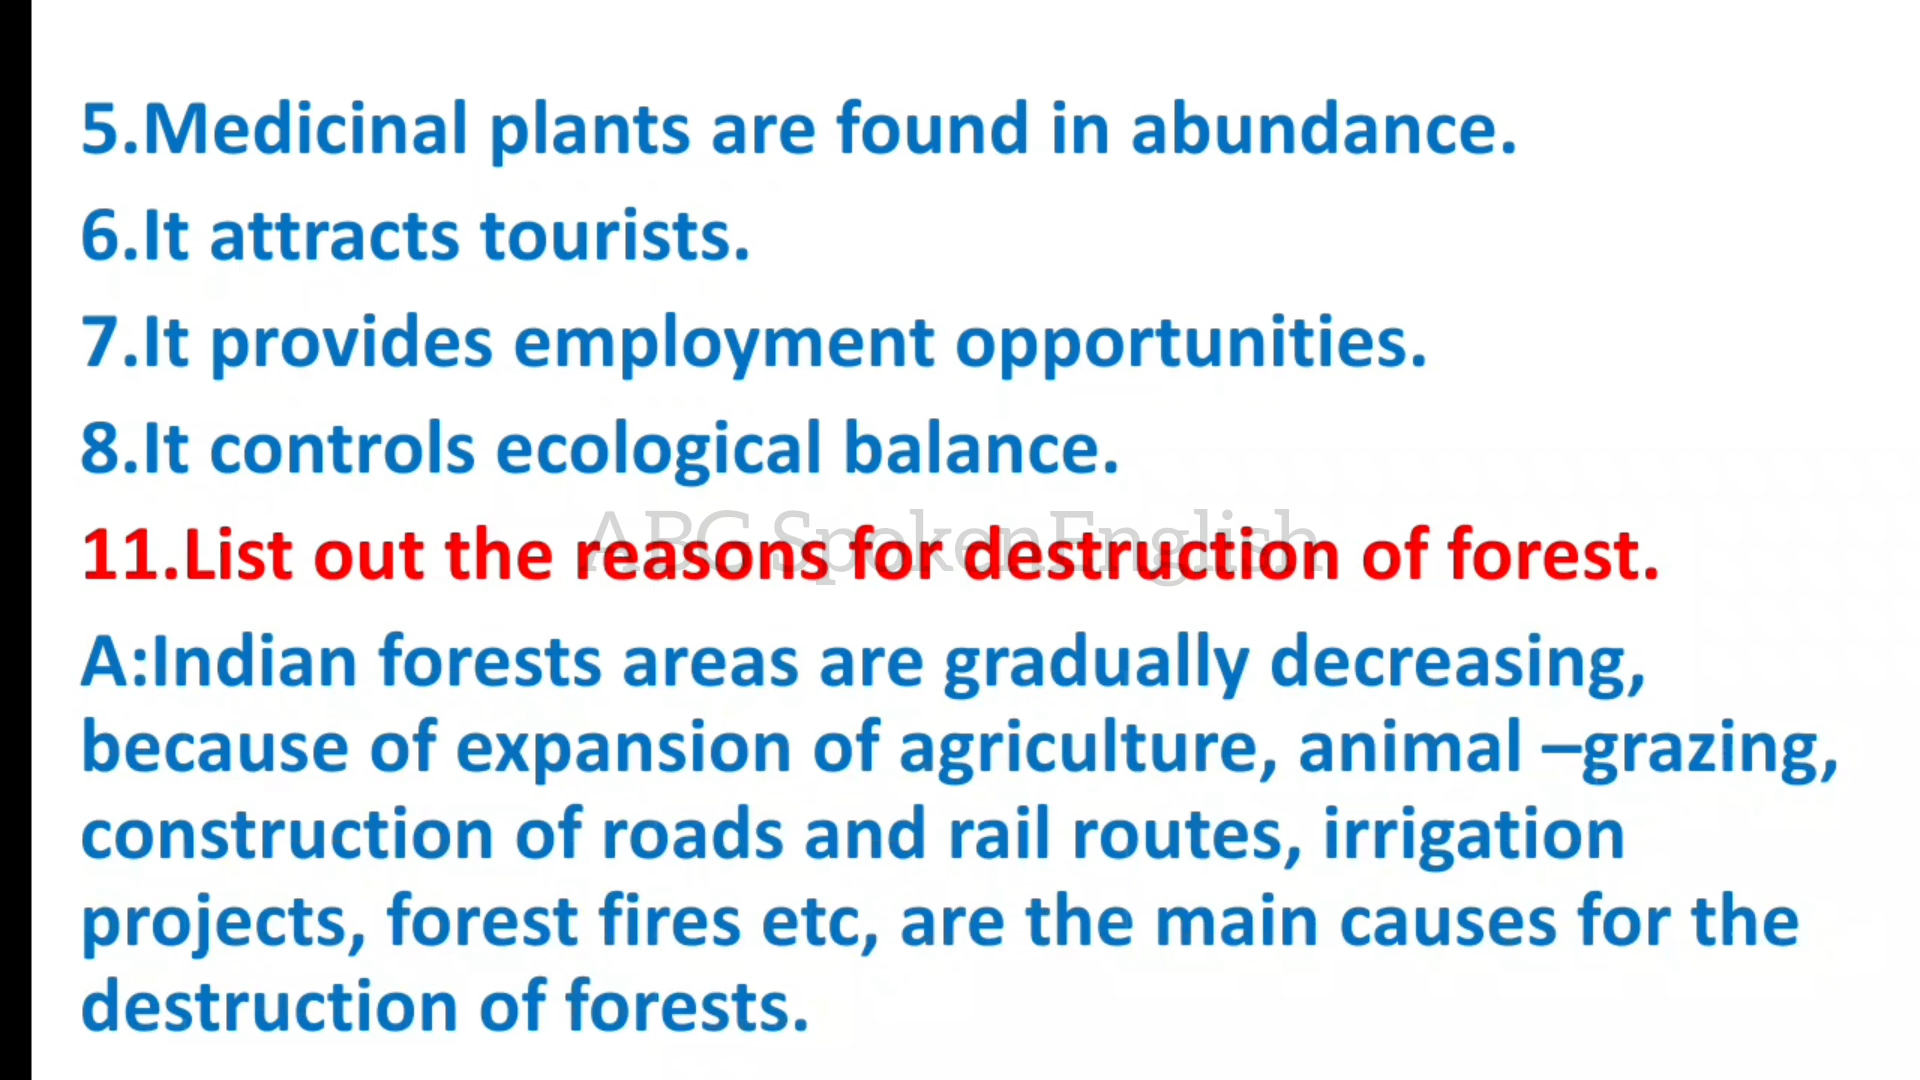 5.Medicinal plants are found in abundance.
6.It attracts tourists.
7.It provides employment opportunities.
8.It controls ecological balance.
ABC SpokenEnglish
11.List out the reasons for destruction of forest.
A:Indian forests areas are gradually decreasing,
because of expansion of agriculture, animal –grazing,
construction of roads and rail routes, irrigation
projects, forest fires etc, are the main causes for the
destruction of forests.